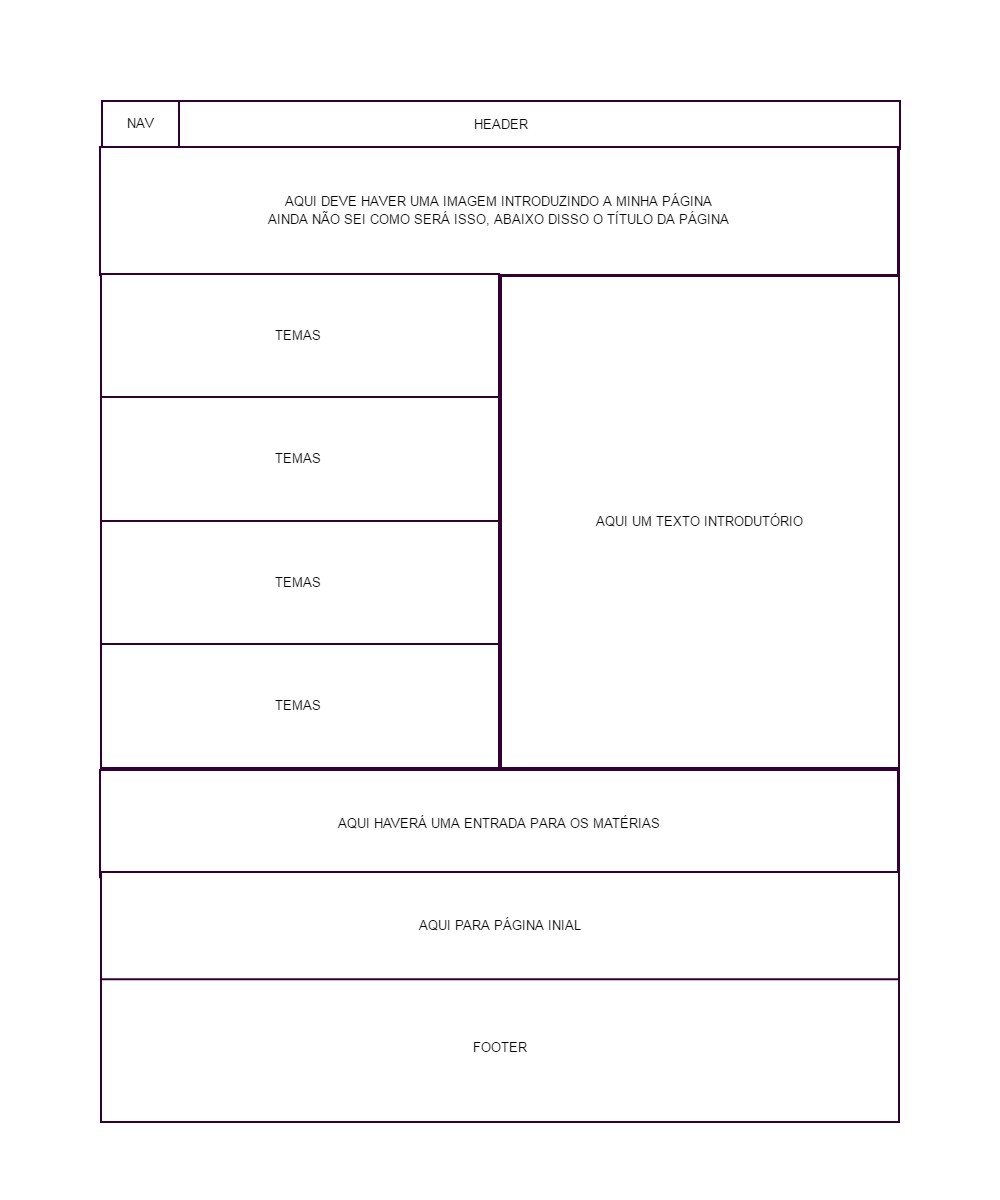 NAV
HEADER
AQUI DEVE HAVER UMA IMAGEM INTRODUZINDO A MINHA PÁGINA
AINDA NÃO SEI COMO SERÁ ISSO, ABAIXO DISSO O TÍTULO DA PÁGINA
TEMAS
TEMAS
TEMAS
TEMAS
AQUI UM TEXTO INTRODUTÓRIO
AQUI HAVERÁ UMA ENTRADA PARA OS MATÉRIAS
AQUI PARA PÁGINA INIAL
FOOTER